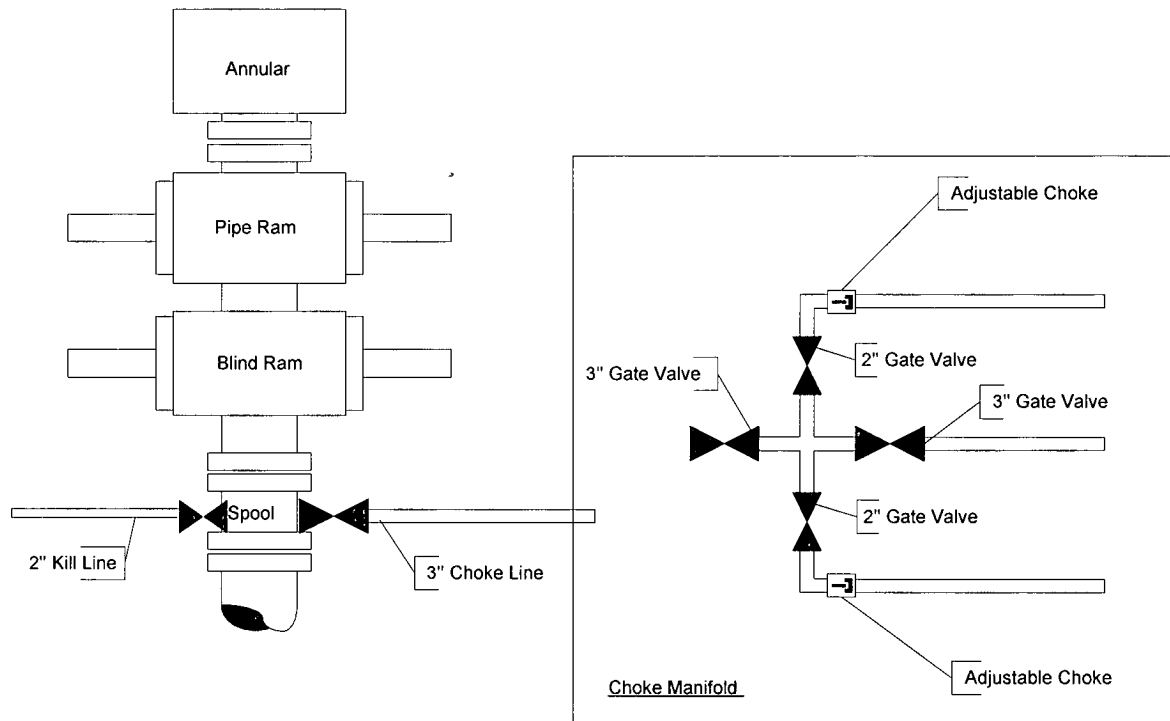 Annular
Pipe Ram
Blind Ram
Spool
2" Kill Line
3" Choke Line
Adjustable Choke
2" Gate Valve
3" Gate Valve
3" Gate Valve
2" Gate Valve
Adjustable Choke
Choke Manifold